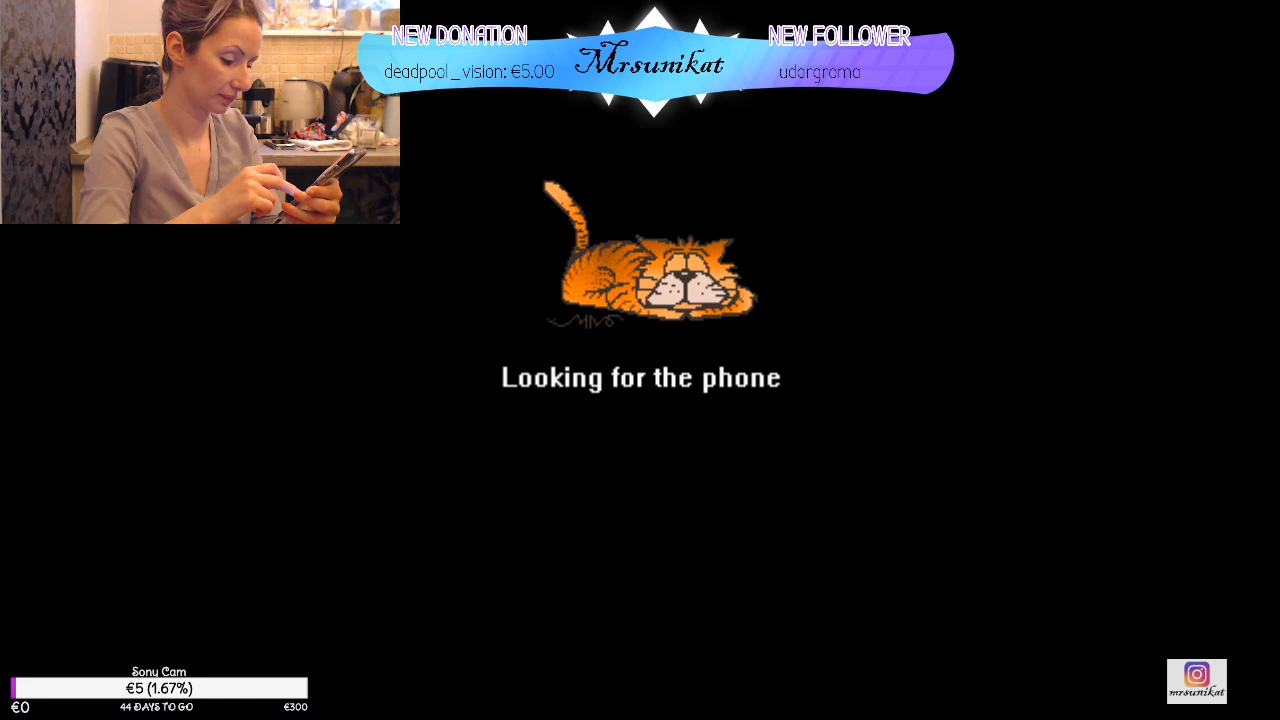 NEW DONATION
deadpool_vision: €5.00
Mrsunikat
NEW FOLLOWER
udargrama
Looking for the phone
Sony Cam
€5 (1.67%)
€0
44 DAYS TO GO
€300
mrsunikat